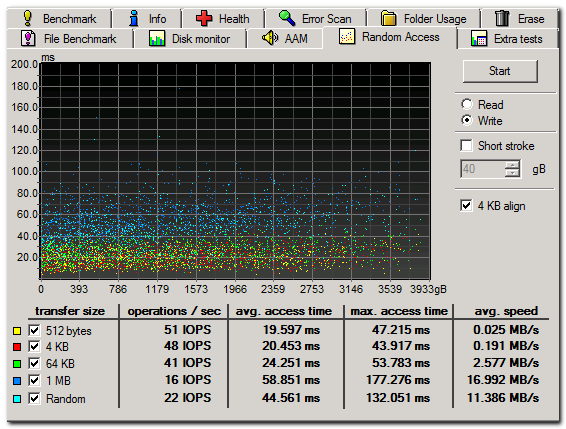 Benchmark Info Health Error Scan Folder Usage Erase
File Benchmark Disk monitor AAM Random Access Extra tests
ms
200.0
180.0
160.0
140.0
120.0
100.0
80.0
60.0
40.0
20.0
0 393 786 1179 1573 1966 2359 2753 3146 3539 3933gB
Start
Read
Write
Short stroke
40 gB
4 KB align
transfer size operations / sec avg. access time max. access time avg. speed
512 bytes 51 IOPS 19.597 ms 47.215 ms 0.025 MB/s
4 KB 48 IOPS 20.453 ms 43.917 ms 0.191 MB/s
64 KB 41 IOPS 24.251 ms 53.783 ms 2.577 MB/s
1 MB 16 IOPS 58.851 ms 177.276 ms 16.992 MB/s
Random 22 IOPS 44.561 ms 132.051 ms 11.386 MB/s